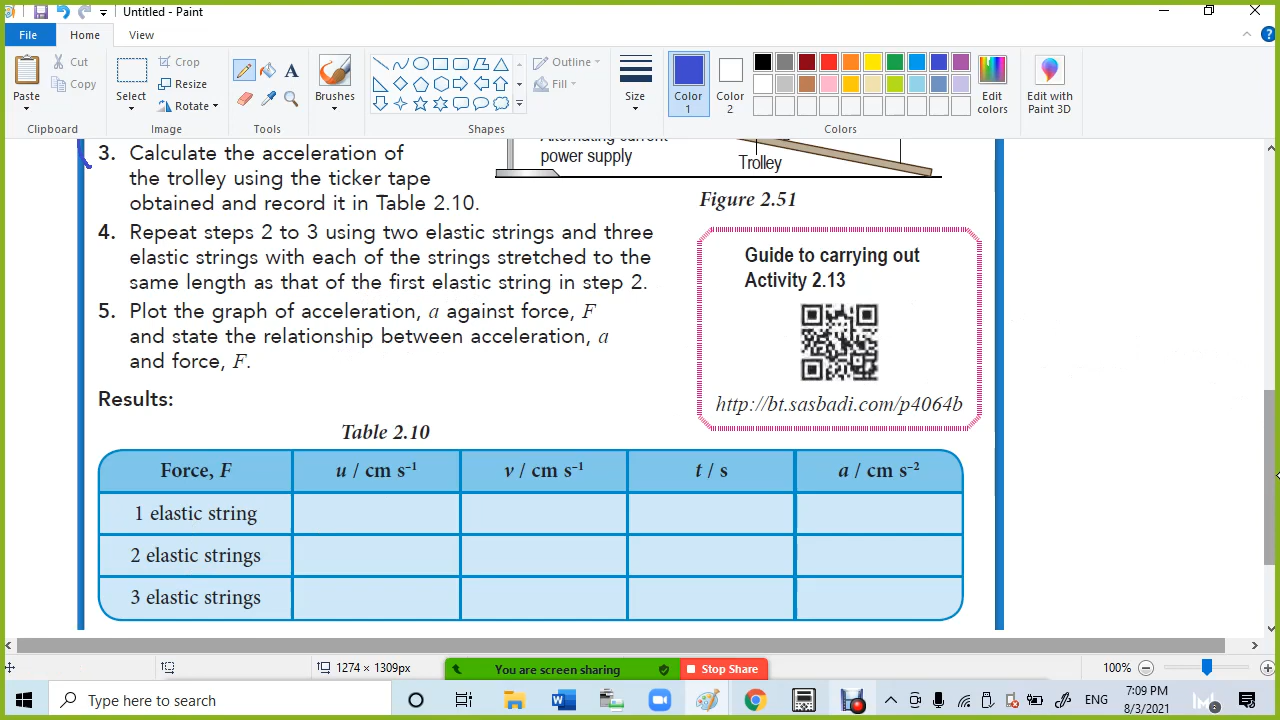 Untitled - Paint
File
Home
View
Paste
Cut
Copy
Clipboard
Select
Crop
Resize
Rotate
Image
A
Tools
Brushes
Shapes
Outline
Fill
Size
Color 1
Color 2
Edit colors
Edit with Paint 3D
Colors
3. Calculate the acceleration of
the trolley using the ticker tape
obtained and record it in Table 2.10.
power supply
Trolley
Figure 2.51
4. Repeat steps 2 to 3 using two elastic strings and three
elastic strings with each of the strings stretched to the
same length as that of the first elastic string in step 2.
5. Plot the graph of acceleration, a against force, F
and state the relationship between acceleration, a
and force, F.
Guide to carrying out
Activity 2.13
http://bt.sasbadi.com/p4064b
Results:
Table 2.10
Force, F u / cm s⁻¹ v / cm s⁻¹ t / s a / cm s⁻²
1 elastic string
2 elastic strings
3 elastic strings
1274 × 1309px
You are screen sharing
Stop Share
100%
Type here to search
ENG
7:09 PM
8/3/2021